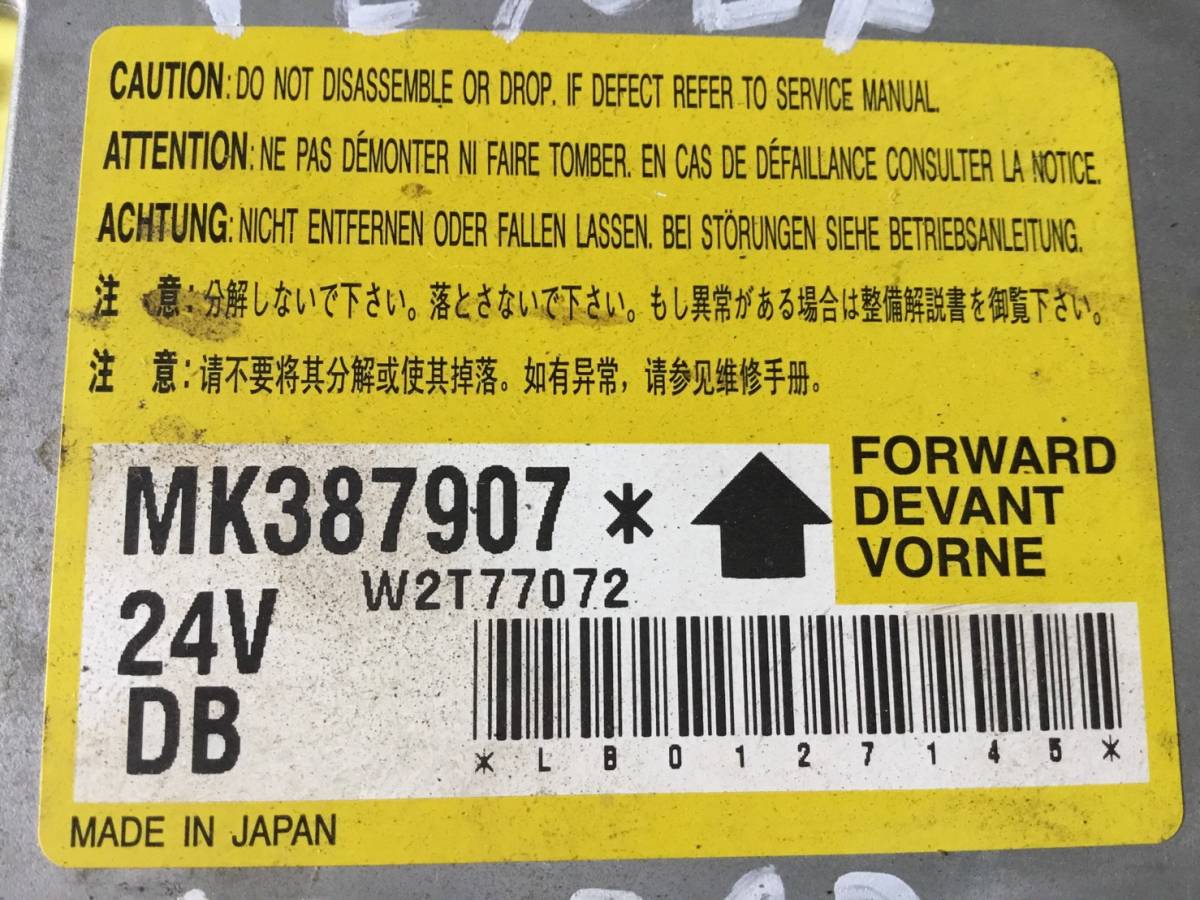 CAUTION: DO NOT DISASSEMBLE OR DROP. IF DEFECT REFER TO SERVICE MANUAL.
ATTENTION: NE PAS DÉMONTER NI FAIRE TOMBER. EN CAS DE DÉFAILLANCE CONSULTER LA NOTICE.
ACHTUNG: NICHT ENTFERNEN ODER FALLEN LASSEN. BEI STÖRUNGEN SIEHE BETRIEBSANLEITUNG.
注 意:分解しないで下さい。落とさないで下さい。もし異常がある場合は整備解説書を御覧下さい。
注 意:请不要将其分解或使其掉落。如有异常，请参见维修手册。
MK387907*
FORWARD
DEVANT
VORNE
W2T77072
24V
DB
*LB0127145*
MADE IN JAPAN